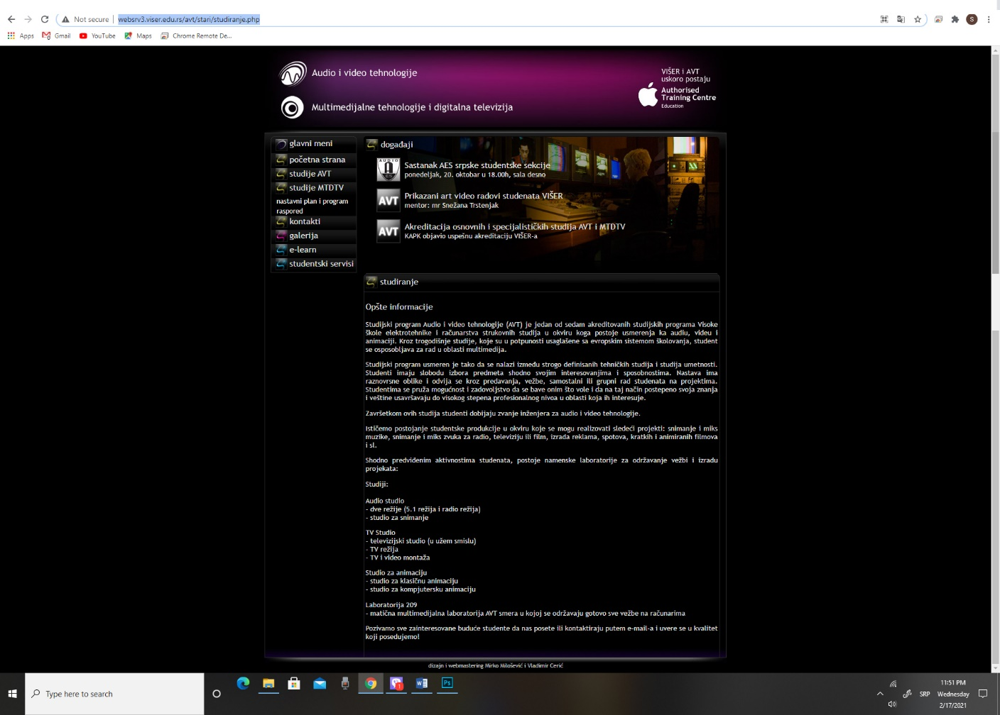 Not secure
websrv3.viser.edu.rs/avt/stari/studiranje.php
S
Apps
Gmail
YouTube
Maps
Chrome Remote De...
Audio i video tehnologije
Multimedijalne tehnologije i digitalna televizija
VIŠER i AVT
uskoro postaju
Authorised
Training Centre
Education
glavni meni
početna strana
studije AVT
studije MTDTV
nastavni plan i program
raspored
kontakti
galerija
e-learn
studentski servisi
događaji
AUDIO
AES
Sastanak AES srpske studentske sekcije
ponedeljak, 20. oktobar u 18.00h, sala desno
AVT
Prikazani art video radovi studenata VIŠER
mentor: mr Snežana Trstenjak
AVT
Akreditacija osnovnih i specijalističkih studija AVT i MTDTV
KAPK objavio uspešnu akreditaciju VIŠER-a
studiranje
Opšte informacije
Studijski program Audio i video tehnologije (AVT) je jedan od sedam akreditovanih studijskih programa Visoke
škole elektrotehnike i računarstva strukovnih studija u okviru koga postoje usmerenja ka audiu, videu i
animaciji. Kroz trogodišnje studije, koje su u potpunosti usaglašene sa evropskim sistemom školovanja, student
se osposobljava za rad u oblasti multimedija.
Studijski program usmeren je tako da se nalazi između strogo definisanih tehničkih studija i studija umetnosti.
Studenti imaju slobodu izbora predmeta shodno svojim interesovanjima i sposobnostima. Nastava ima
raznovrsne oblike i odvija se kroz predavanja, vežbe, samostalni ili grupni rad studenata na projektima.
Studentima se pruža mogućnost i zadovoljstvo da se bave onim što vole i da na taj način postepeno svoja znanja
i veštine usavršavaju do visokog stepena profesionalnog nivoa u oblasti koja ih interesuje.
Završetkom ovih studija studenti dobijaju zvanje inženjera za audio i video tehnologije.
Ističemo postojanje studentske produkcije u okviru koje se mogu realizovati sledeći projekti: snimanje i miks
muzike, snimanje i miks zvuka za radio, televiziju ili film, izrada reklama, spotova, kratkih i animiranih filmova
i sl.
Shodno predviđenim aktivnostima studenata, postoje namenske laboratorije za održavanje vežbi i izradu
projekata:
Studiji:
Audio studio
- dve režije (5.1 režija i radio režija)
- studio za snimanje
TV Studio
- televizijski studio (u užem smislu)
- TV režija
- TV i video montaža
Studio za animaciju
- studio za klasičnu animaciju
- studio za kompjutersku animaciju
Laboratorija 209
- matična multimedijalna laboratorija AVT smera u kojoj se održavaju gotovo sve vežbe na računarima
Pozivamo sve zainteresovane buduće studente da nas posete ili kontaktiraju putem e-mail-a i uvere se u kvalitet
koji posedujemo!
dizajn i webmastering Mirko Milošević i Vladimir Cerić
Type here to search
1
W
Ps
SRP
11:51 PM
Wednesday
2/17/2021